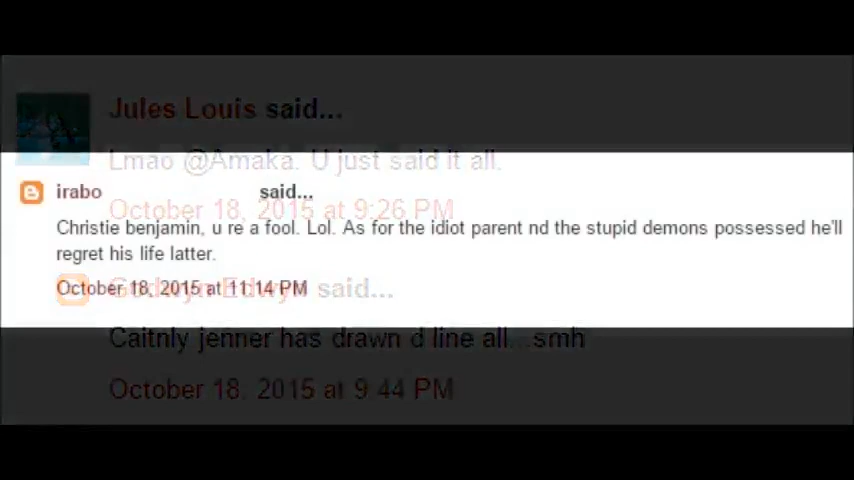 Jules Louis said...
Lmao @Amaka. U just said it all.
irabo said...
October 18, 2015 at 9:26 PM
Christie benjamin, u re a fool. Lol. As for the idiot parent nd the stupid demons possessed he'll
regret his life latter.
October 18, 2015 at 11:14 PM
Godwyn Edwyn said...
Caitnly jenner has drawn d line all...smh
October 18, 2015 at 9:44 PM